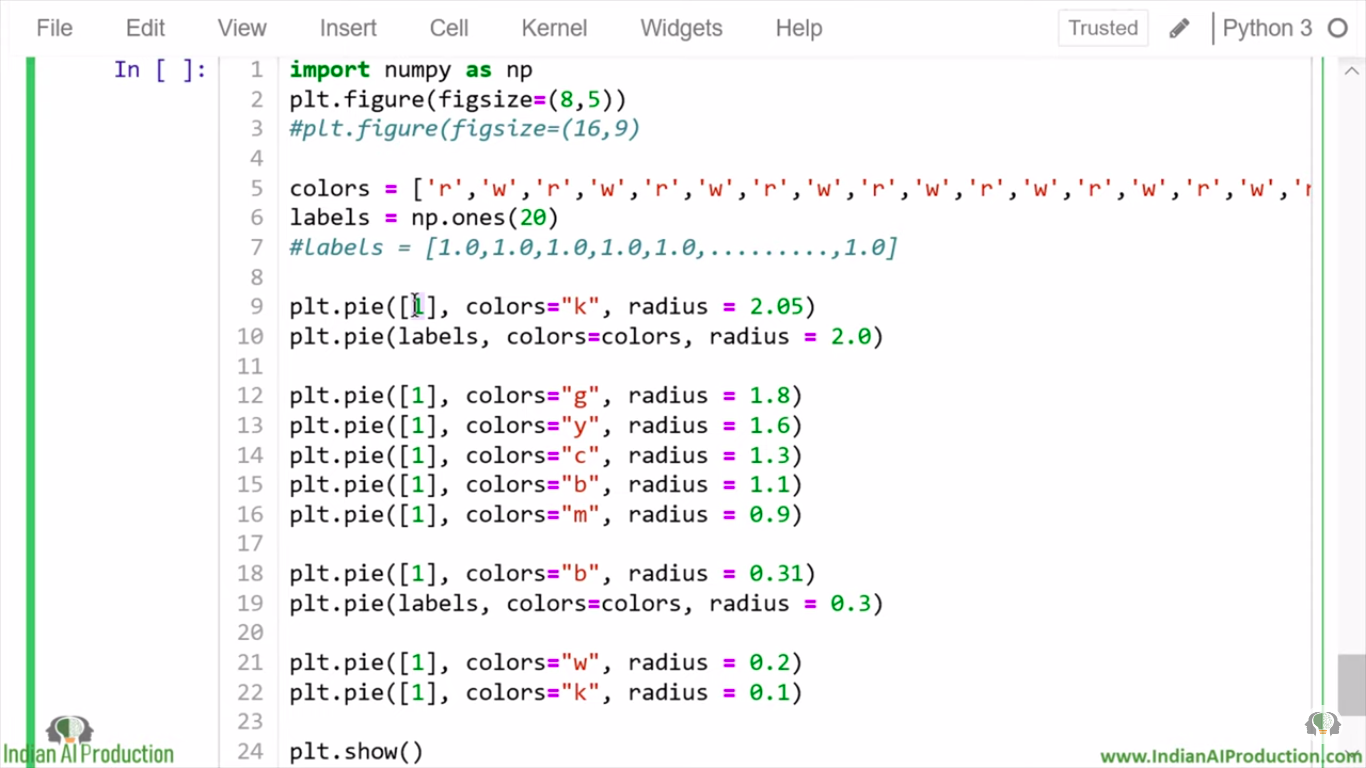 File Edit View Insert Cell Kernel Widgets Help Trusted Python 3
In [ ]:
1 import numpy as np
2 plt.figure(figsize=(8,5))
3 #plt.figure(figsize=(16,9)
4
5 colors = ['r','w','r','w','r','w','r','w','r','w','r','w','r','w','r','w','r
6 labels = np.ones(20)
7 #labels = [1.0,1.0,1.0,1.0,1.0,.........,1.0]
8
9 plt.pie([1], colors="k", radius = 2.05)
10 plt.pie(labels, colors=colors, radius = 2.0)
11
12 plt.pie([1], colors="g", radius = 1.8)
13 plt.pie([1], colors="y", radius = 1.6)
14 plt.pie([1], colors="c", radius = 1.3)
15 plt.pie([1], colors="b", radius = 1.1)
16 plt.pie([1], colors="m", radius = 0.9)
17
18 plt.pie([1], colors="b", radius = 0.31)
19 plt.pie(labels, colors=colors, radius = 0.3)
20
21 plt.pie([1], colors="w", radius = 0.2)
22 plt.pie([1], colors="k", radius = 0.1)
23
24 plt.show()
Indian AI Production
www.IndianAIProduction.com